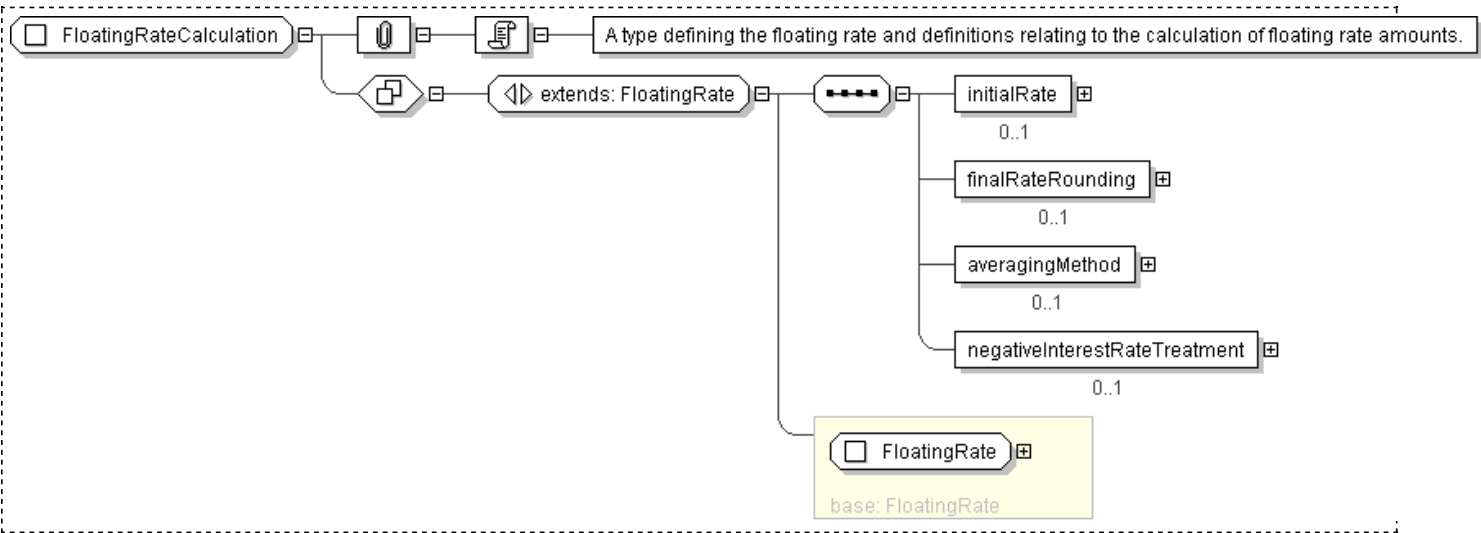 FloatingRateCalculation
A type defining the floating rate and definitions relating to the calculation of floating rate amounts.
extends: FloatingRate
initialRate
0..1
finalRateRounding
0..1
averagingMethod
0..1
negativeInterestRateTreatment
0..1
FloatingRate
base: FloatingRate